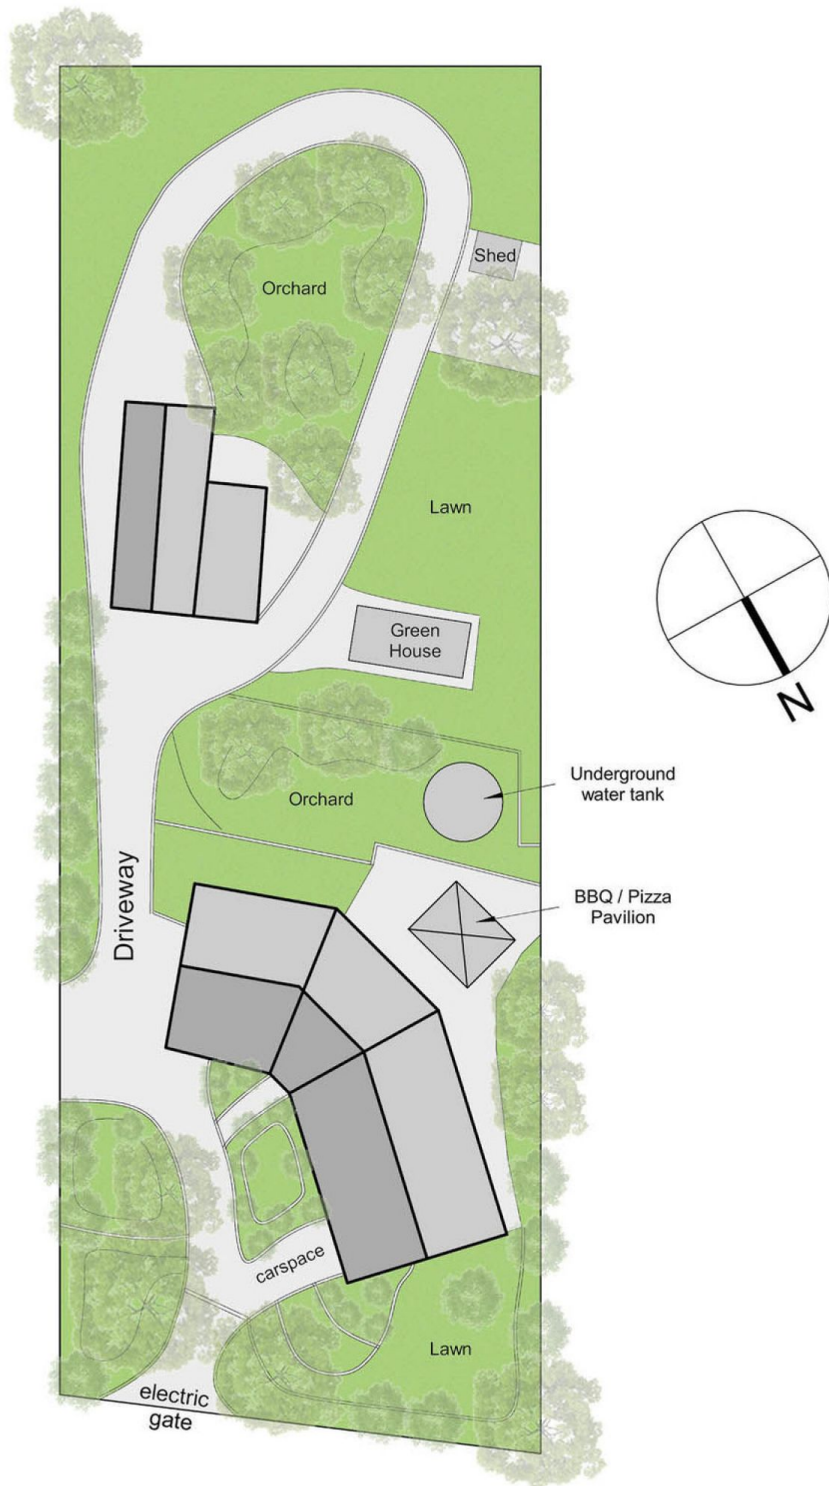 Shed
Orchard
Lawn
Green
House
Underground
water tank
Orchard
BBQ / Pizza
Pavilion
Driveway
carspace
Lawn
electric
gate
N